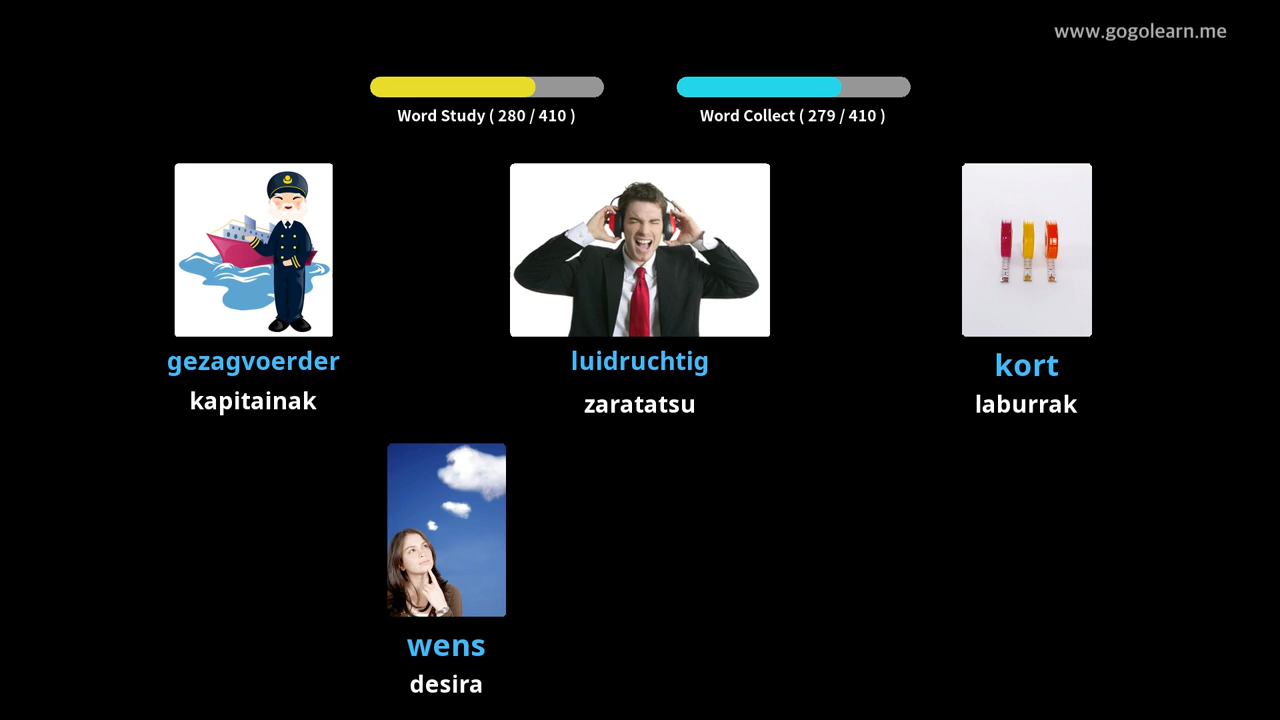 www.gogolearn.me
Word Study ( 280 / 410 )
Word Collect ( 279 / 410 )
gezagvoerder
kapitainak
luidruchtig
zaratatsu
kort
laburrak
wens
desira